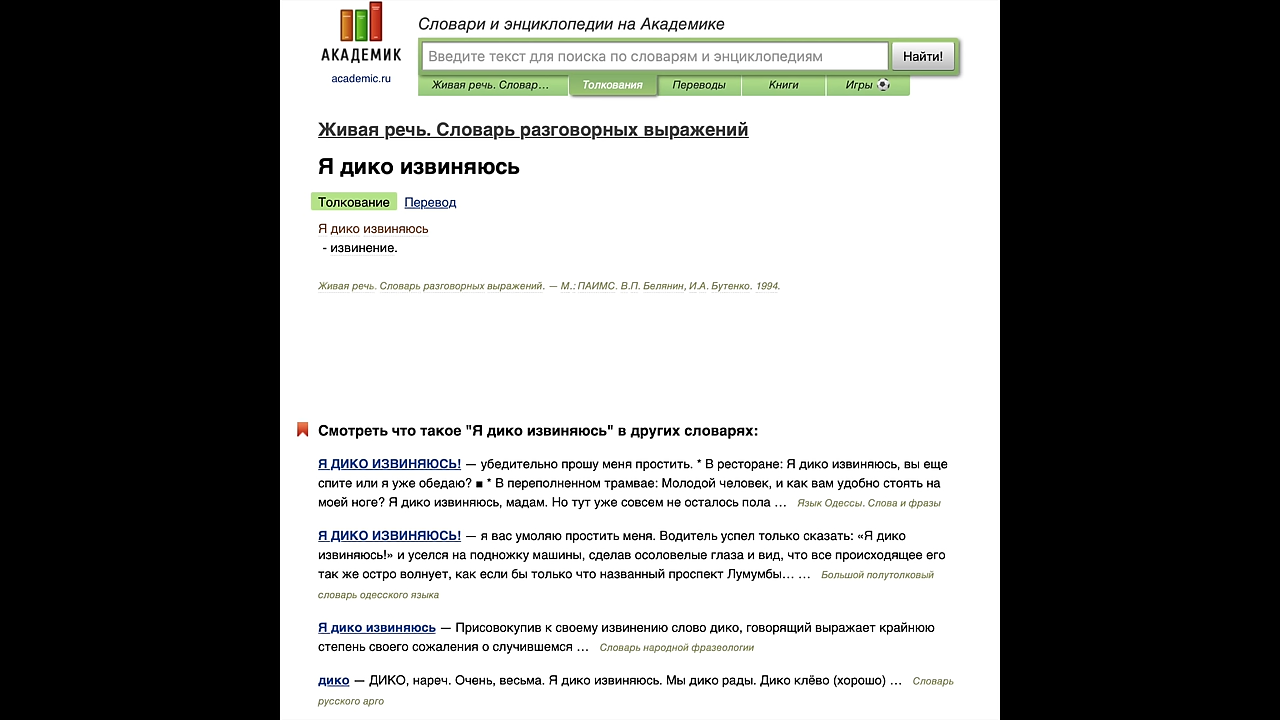 Словари и энциклопедии на Академике
АКАДЕМИК
academic.ru
Введите текст для поиска по словарям и энциклопедиям
Найти!
Живая речь. Словар…
Толкования
Переводы
Книги
Игры ⚽
Живая речь. Словарь разговорных выражений
Я дико извиняюсь
Толкование
Перевод
Я дико извиняюсь
- извинение.
Живая речь. Словарь разговорных выражений. — М.: ПАИМС. В.П. Белянин, И.А. Бутенко. 1994.
Смотреть что такое "Я дико извиняюсь" в других словарях:
Я ДИКО ИЗВИНЯЮСЬ! — убедительно прошу меня простить. * В ресторане: Я дико извиняюсь, вы еще
спите или я уже обедаю? ■ * В переполненном трамвае: Молодой человек, и как вам удобно стоять на
моей ноге? Я дико извиняюсь, мадам. Но тут уже совсем не осталось пола … Язык Одессы. Слова и фразы
Я ДИКО ИЗВИНЯЮСЬ! — я вас умоляю простить меня. Водитель успел только сказать: «Я дико
извиняюсь!» и уселся на подножку машины, сделав осоловелые глаза и вид, что все происходящее его
так же остро волнует, как если бы только что названный проспект Лумумбы… … Большой полутолковый
словарь одесского языка
Я дико извиняюсь — Присовокупив к своему извинению слово дико, говорящий выражает крайнюю
степень своего сожаления о случившемся … Словарь народной фразеологии
дико — ДИКО, нареч. Очень, весьма. Я дико извиняюсь. Мы дико рады. Дико клёво (хорошо) … Словарь
русского арго